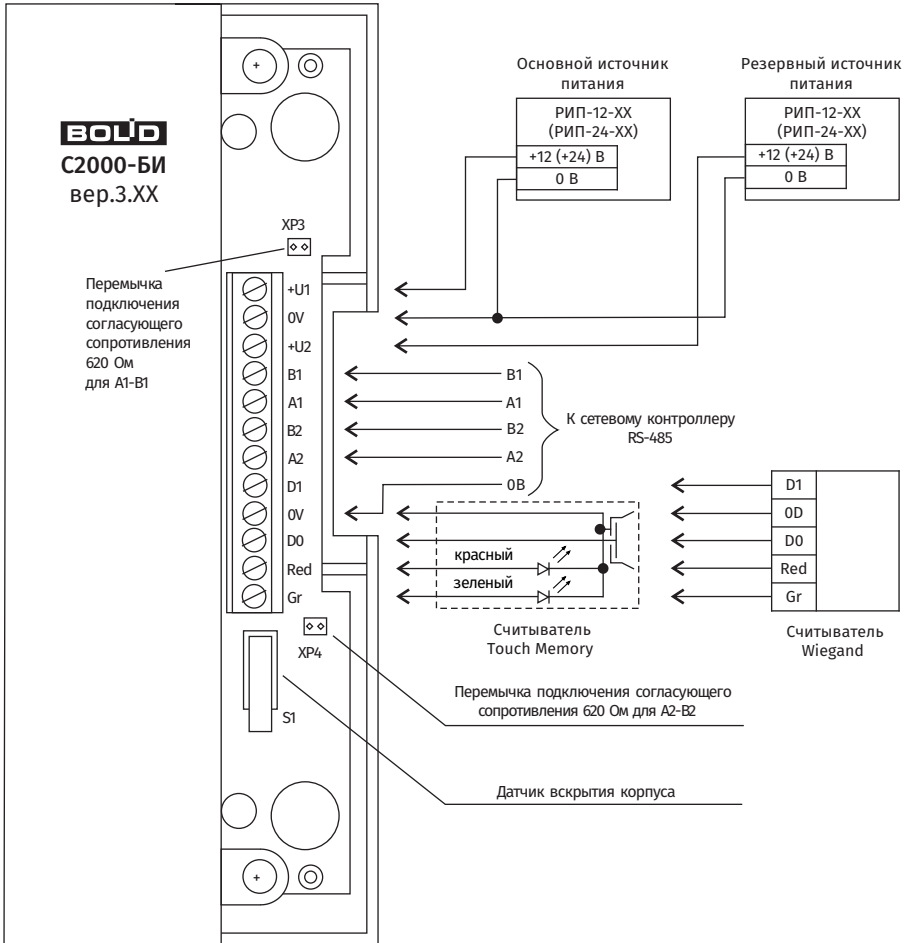 BOLID
С2000-БИ
вер.3.XX
XP3
Перемычка
подключения
согласующего
сопротивления
620 Ом
для А1-В1
+U1
0V
+U2
B1
A1
B2
A2
D1
0V
D0
Red
Gr
XP4
S1
Основной источник
питания
РИП-12-XX
(РИП-24-XX)
+12 (+24) В
0 В
Резервный источник
питания
РИП-12-XX
(РИП-24-XX)
+12 (+24) В
0 В
B1
A1
B2
A2
0В
К сетевому контроллеру
RS-485
красный
зеленый
Считыватель
Touch Memory
D1
0D
D0
Red
Gr
Считыватель
Wiegand
Перемычка подключения согласующего
сопротивления 620 Ом для А2-В2
Датчик вскрытия корпуса